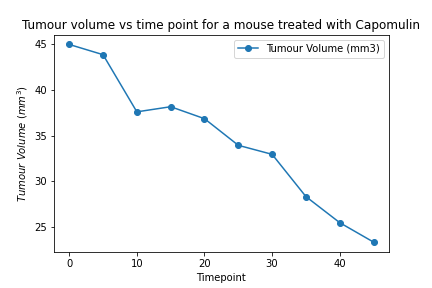 Tumour volume vs time point for a mouse treated with Capomulin
Tumour Volume (mm3)
Tumour Volume (mm³)
45
40
35
30
25
0 10 20 30 40
Timepoint